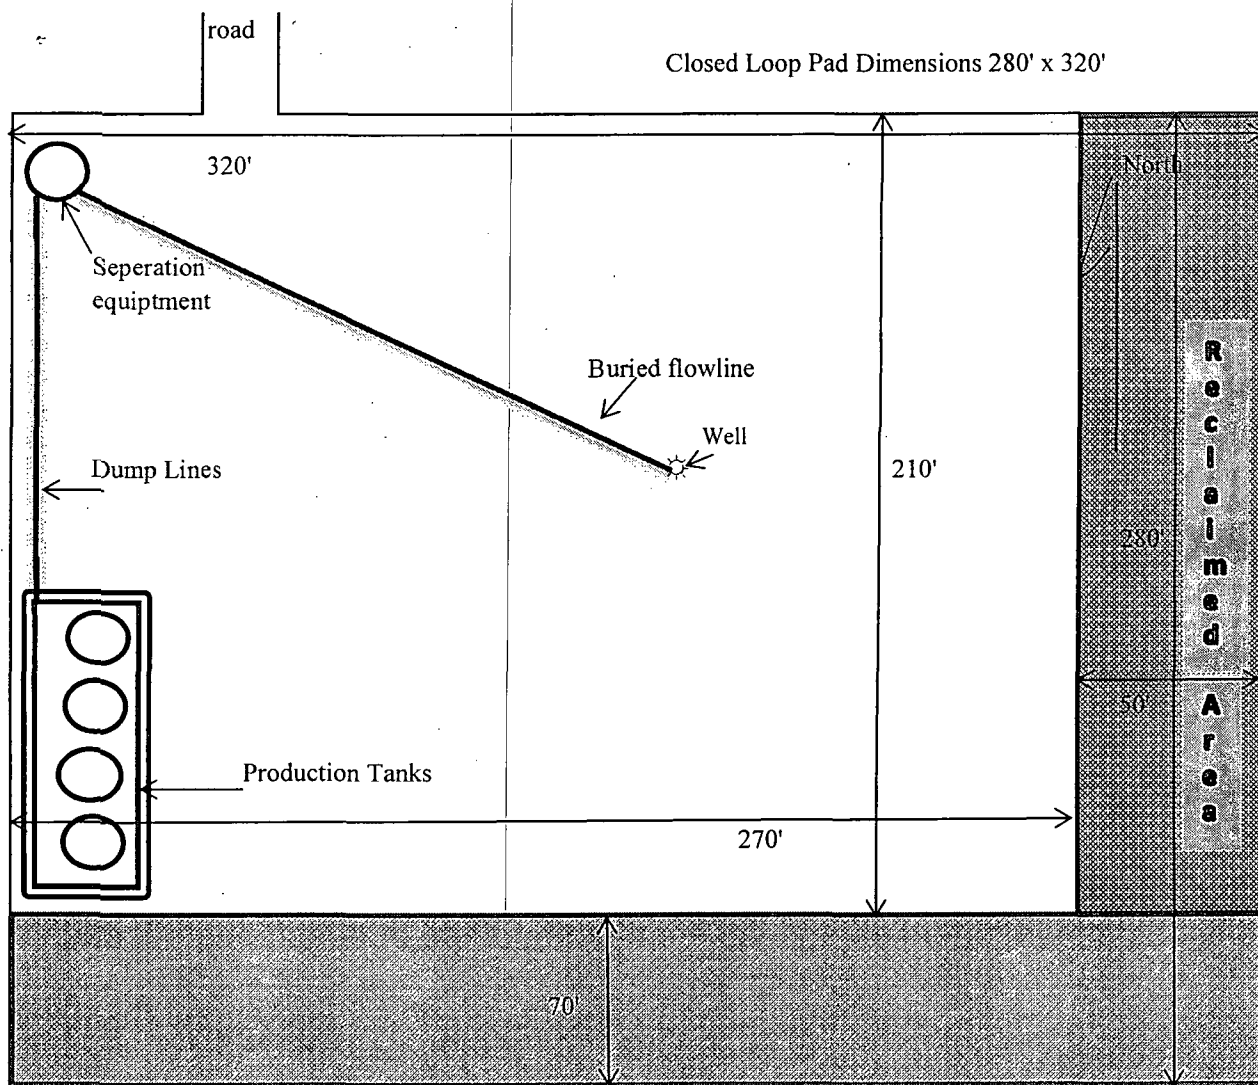 road
Closed Loop Pad Dimensions 280' x 320'
320'
North
Seperation
equiptment
Buried flowline
Well
Dump Lines
210'
280'
Reclaimed Area
50'
Production Tanks
270'
70'